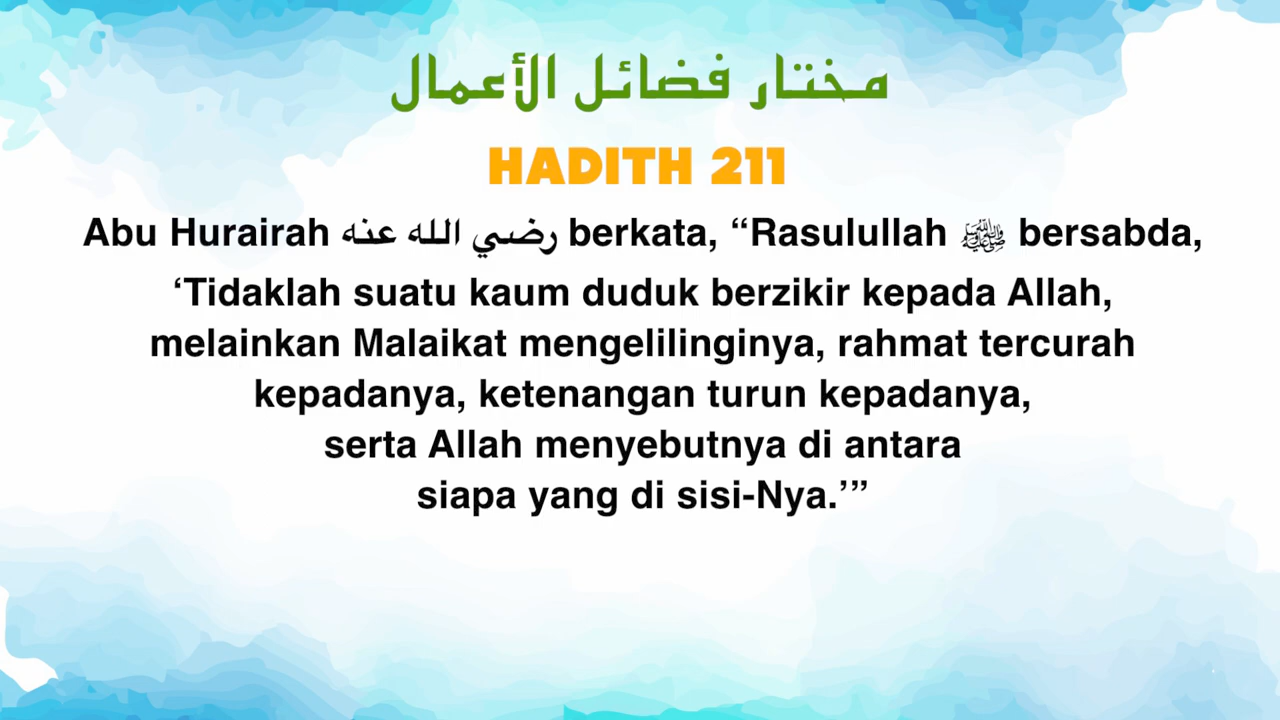 مختار فضائل الأعمال
HADITH 211
Abu Hurairah رضي الله عنه berkata, “Rasulullah ﷺ bersabda,
‘Tidaklah suatu kaum duduk berzikir kepada Allah,
melainkan Malaikat mengelilinginya, rahmat tercurah
kepadanya, ketenangan turun kepadanya,
serta Allah menyebutnya di antara
siapa yang di sisi-Nya.’”